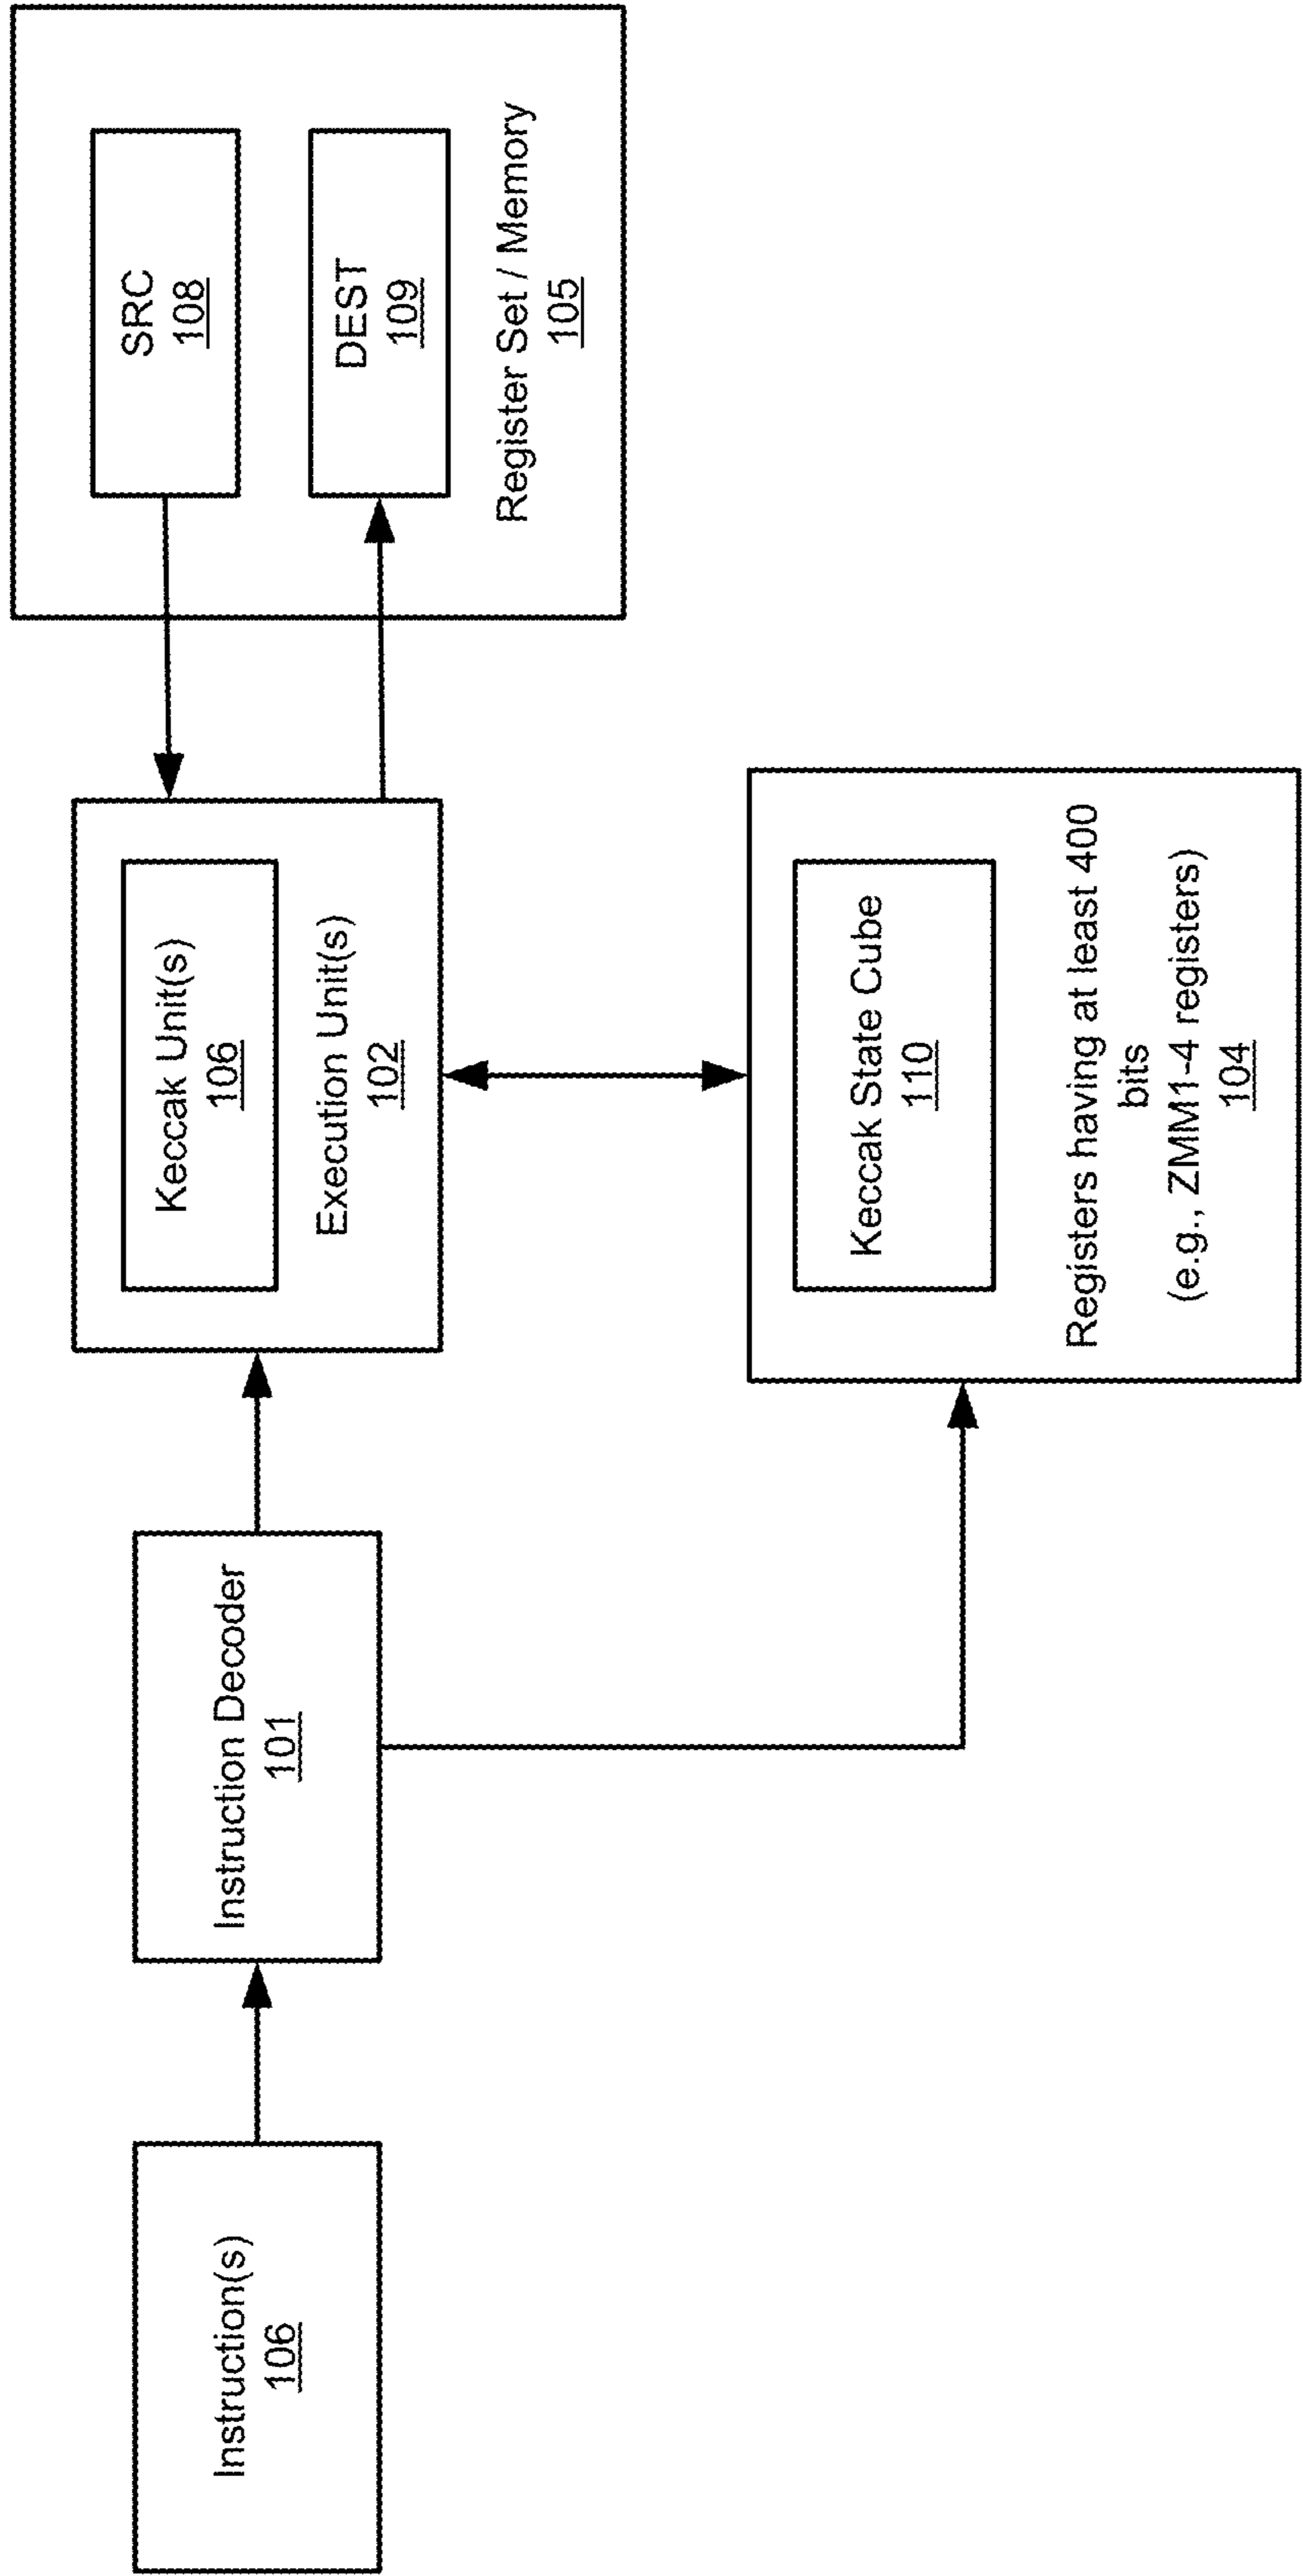 Instruction(s)
106
Instruction Decoder
101
Keccak Unit(s)
106
Execution Unit(s)
102
SRC
108
DEST
109
Register Set / Memory
105
Keccak State Cube
110
Registers having at least 400
bits
(e.g., ZMM1-4 registers)
104